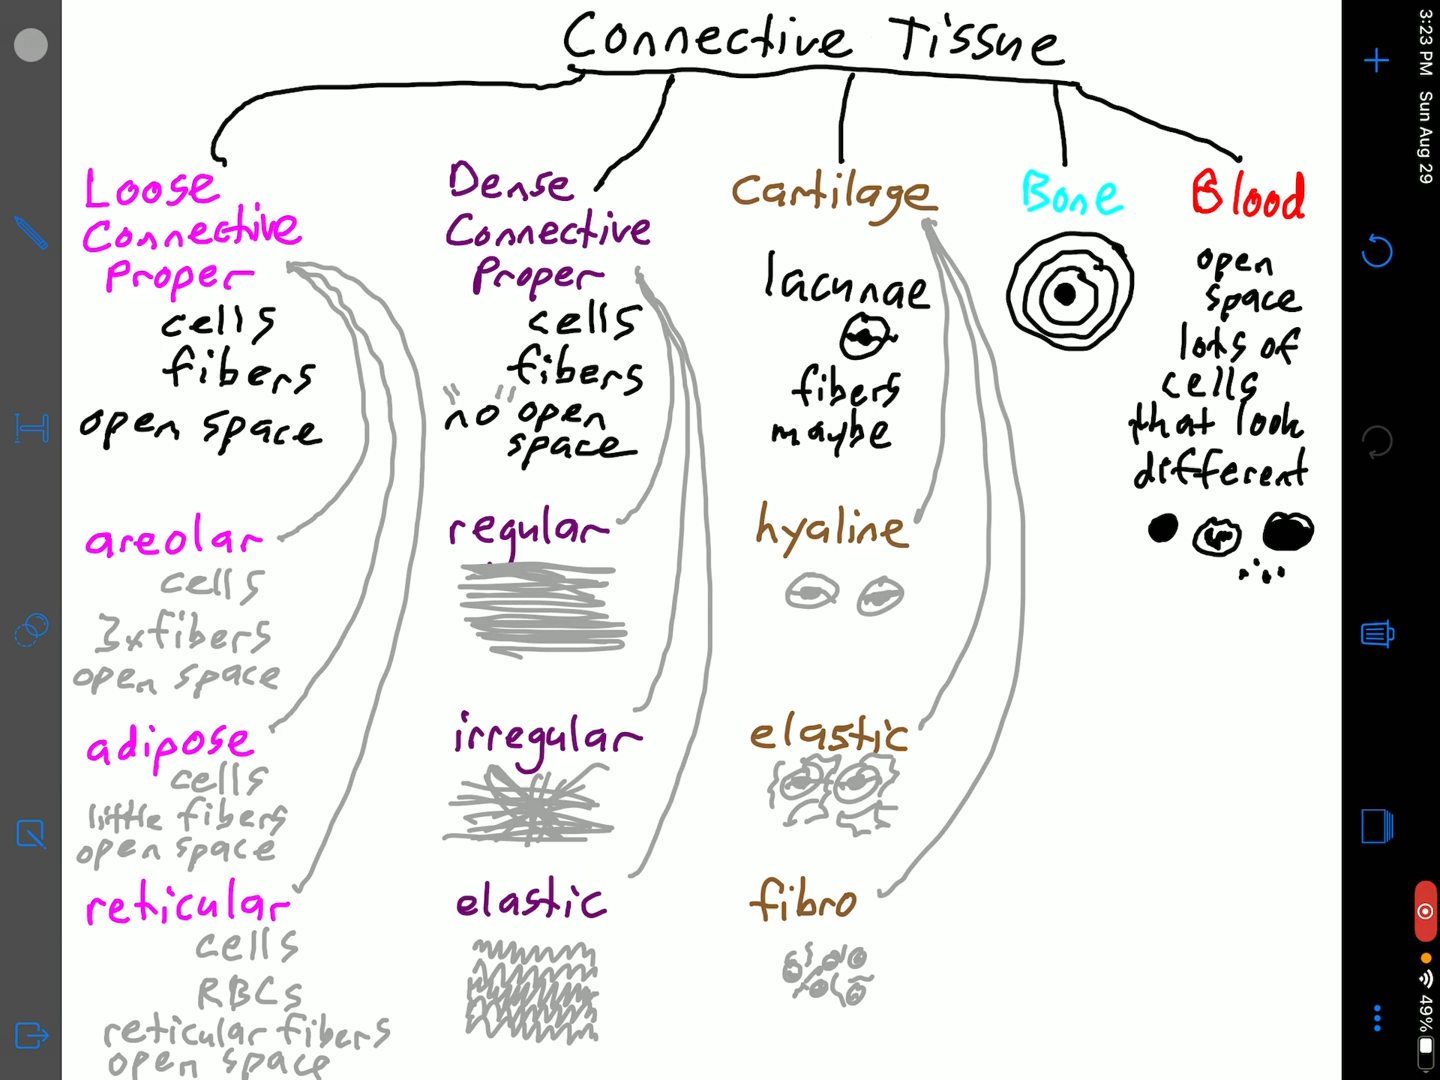 Connective Tissue
Loose
Connective
Proper
cells
fibers
open space
areolar
cells
3x fibers
open space
adipose
cells
little fibers
open space
reticular
cells
RBCs
reticular fibers
open space
Dense
Connective
Proper
cells
fibers
"no" open
space
regular
irregular
elastic
Cartilage
lacunae
fibers
maybe
hyaline
elastic
fibro
Bone
Blood
open
space
lots of
cells
that look
different
3:23 PM Sun Aug 29
49%